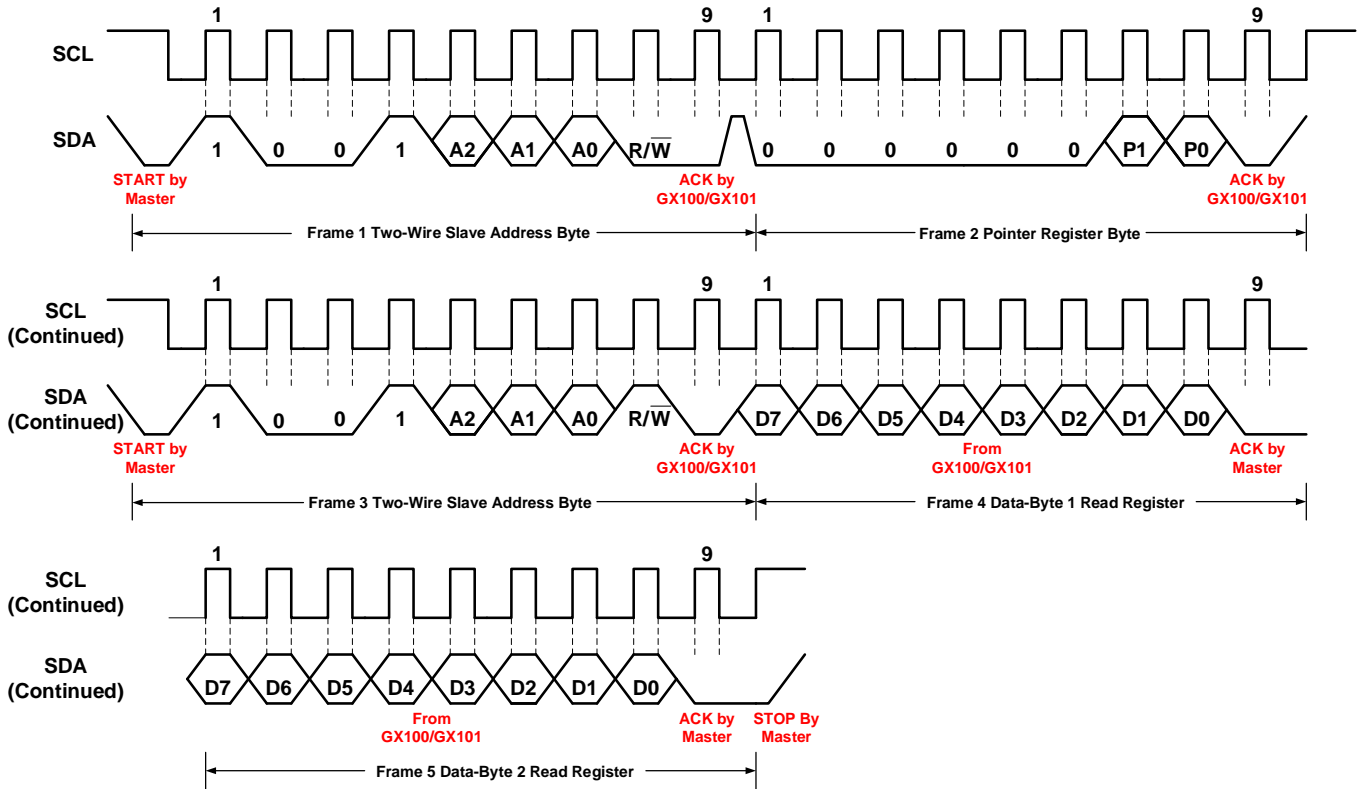 1 9 1 9
SCL
SDA
1 0 0 1 A2 A1 A0 R/W̅ 0 0 0 0 0 0 P1 P0
START by
Master
ACK by
GX100/GX101
ACK by
GX100/GX101
Frame 1 Two-Wire Slave Address Byte
Frame 2 Pointer Register Byte
1 9 1 9
SCL
(Continued)
SDA
(Continued)
1 0 0 1 A2 A1 A0 R/W̅ D7 D6 D5 D4 D3 D2 D1 D0
START by
Master
ACK by
GX100/GX101
From
GX100/GX101
ACK by
Master
Frame 3 Two-Wire Slave Address Byte
Frame 4 Data-Byte 1 Read Register
1 9
SCL
(Continued)
SDA
(Continued)
D7 D6 D5 D4 D3 D2 D1 D0
From
GX100/GX101
ACK by
Master
STOP By
Master
Frame 5 Data-Byte 2 Read Register